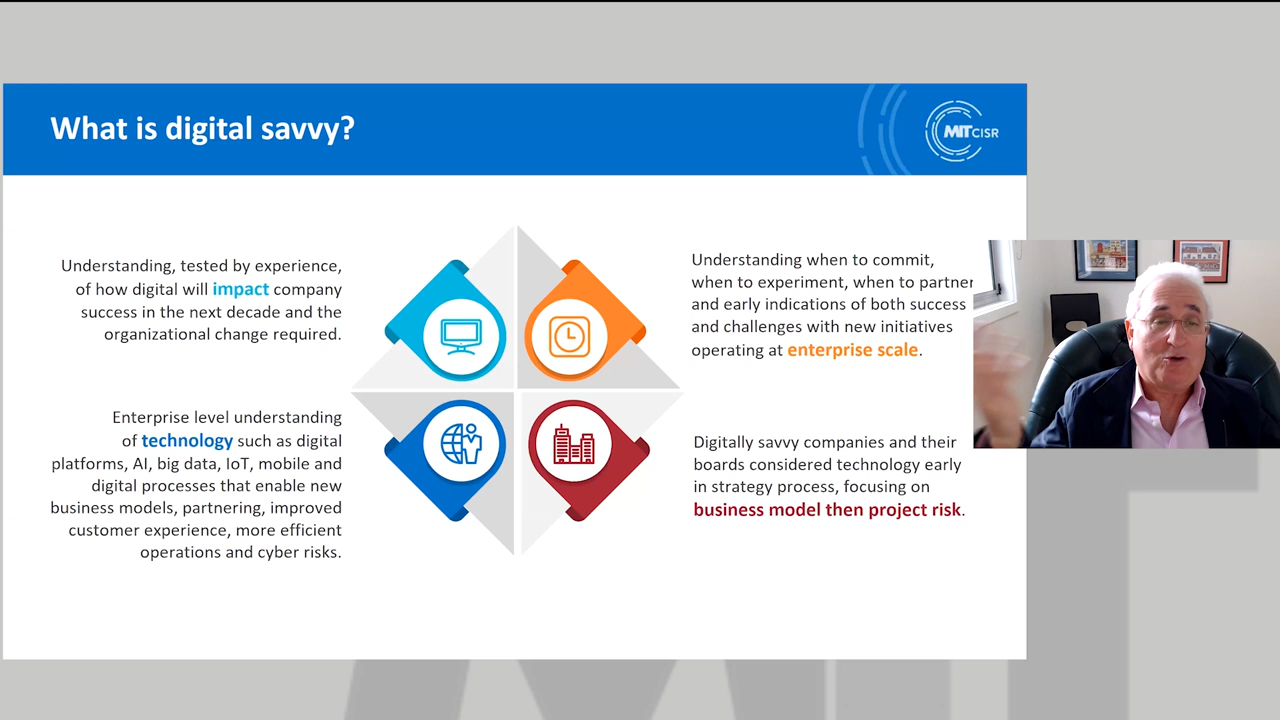 What is digital savvy?
MIT CISR
Understanding, tested by experience,
of how digital will impact company
success in the next decade and the
organizational change required.
Understanding when to commit,
when to experiment, when to partner
and early indications of both success
and challenges with new initiatives
operating at enterprise scale.
Enterprise level understanding
of technology such as digital
platforms, AI, big data, IoT, mobile and
digital processes that enable new
business models, partnering, improved
customer experience, more efficient
operations and cyber risks.
Digitally savvy companies and their
boards considered technology early
in strategy process, focusing on
business model then project risk.